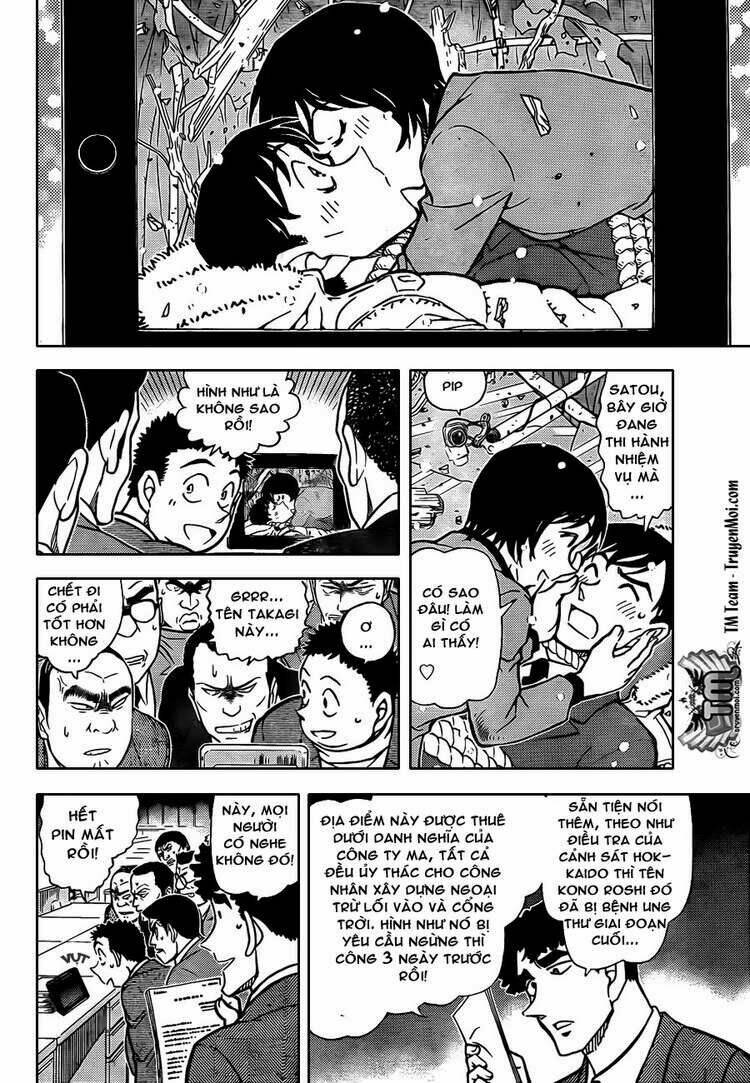 HÌNH NHƯ LÀ
KHÔNG SAO
RỒI!
PIP
SATOU,
BÂY GIỜ
ĐANG
THI HÀNH
NHIỆM
VỤ MÀ
...
CÓ SAO
ĐÂU! LÀM
GÌ CÓ
AI THẤY!
♡
CHẾT ĐI
CÓ PHẢI
TỐT HƠN
KHÔNG
...
GRRR...
TÊN TAKAGI
NÀY...
Ơ
...
HẾT
PIN MẤT
RỒI!
NÀY, MỌI
NGƯỜI
CÓ NGHE
KHÔNG ĐÓ!
VỤT
ĐỊA ĐIỂM NÀY ĐƯỢC THUÊ
DƯỚI DANH NGHĨA CỦA
CÔNG TY MA, TẤT CẢ
ĐỀU ỦY THÁC CHO CÔNG
NHÂN XÂY DỰNG NGOẠI
TRỪ LỐI VÀO VÀ CỔNG
TRỜI. HÌNH NHƯ NÓ BỊ
YÊU CẦU NGỪNG THI
CÔNG 3 NGÀY TRƯỚC
RỒI!
SẴN TIỆN NÓI
THÊM, THEO NHƯ
ĐIỀU TRA CỦA
CẢNH SÁT HOK-
KAIDO THÌ TÊN
KONO ROSHI ĐÓ
ĐÃ BỊ BỆNH UNG
THƯ GIAI ĐOẠN
CUỐI...
TM Team - TruyenMoi.com
TM
truyenmoi.com